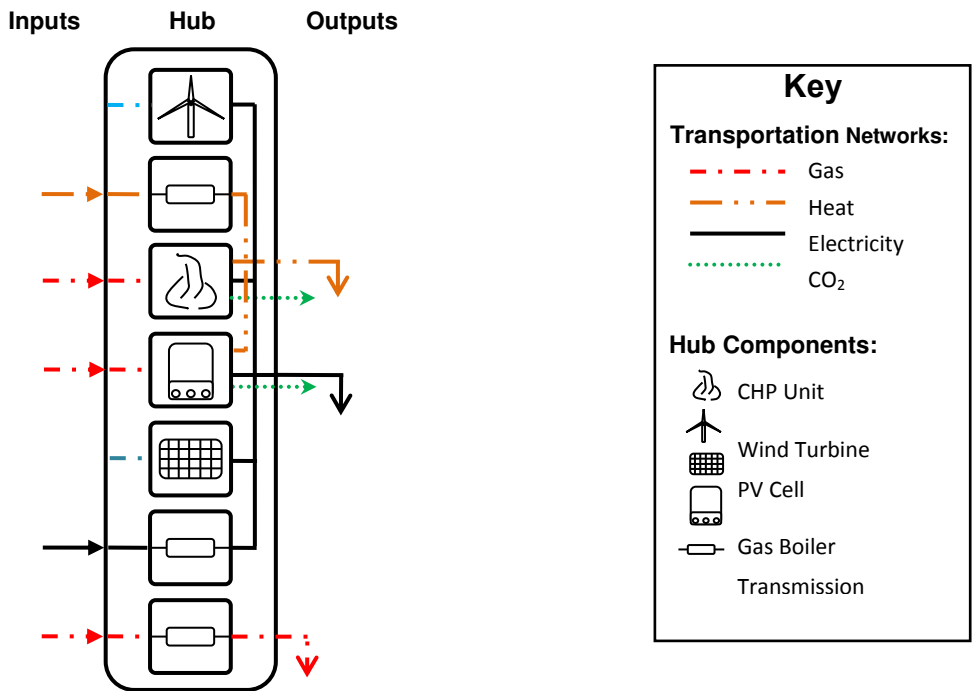 Inputs Hub Outputs
Key
Transportation Networks:
Gas
Heat
Electricity
CO₂
Hub Components:
CHP Unit
Wind Turbine
PV Cell
Gas Boiler
Transmission